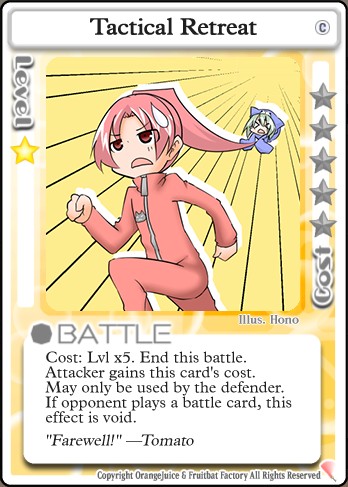 Tactical Retreat
©
Level
Cost
Illus. Hono
BATTLE
Cost: Lvl x5. End this battle.
Attacker gains this card's cost.
May only be used by the defender.
If opponent plays a battle card, this
effect is void.
"Farewell!" —Tomato
Copyright OrangeJuice & Fruitbat Factory All Rights Reserved